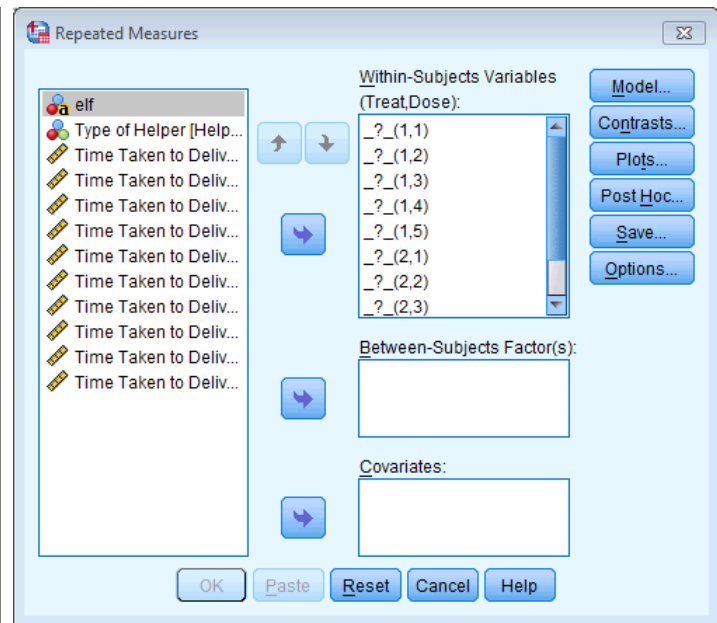 Repeated Measures
elf
Type of Helper [Help...
Time Taken to Deliv...
Time Taken to Deliv...
Time Taken to Deliv...
Time Taken to Deliv...
Time Taken to Deliv...
Time Taken to Deliv...
Time Taken to Deliv...
Time Taken to Deliv...
Time Taken to Deliv...
Time Taken to Deliv...
Within-Subjects Variables
(Treat,Dose):
_?_(1,1)
_?_(1,2)
_?_(1,3)
_?_(1,4)
_?_(1,5)
_?_(2,1)
_?_(2,2)
_?_(2,3)
Between-Subjects Factor(s):
Covariates:
Model...
Contrasts...
Plots...
Post Hoc...
Save...
Options...
OK Paste Reset Cancel Help